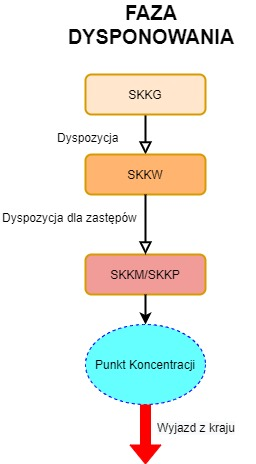 FAZA
DYSPONOWANIA
SKKG
Dyspozycja
SKKW
Dyspozycja dla zastępów
SKKM/SKKP
Punkt Koncentracji
Wyjazd z kraju